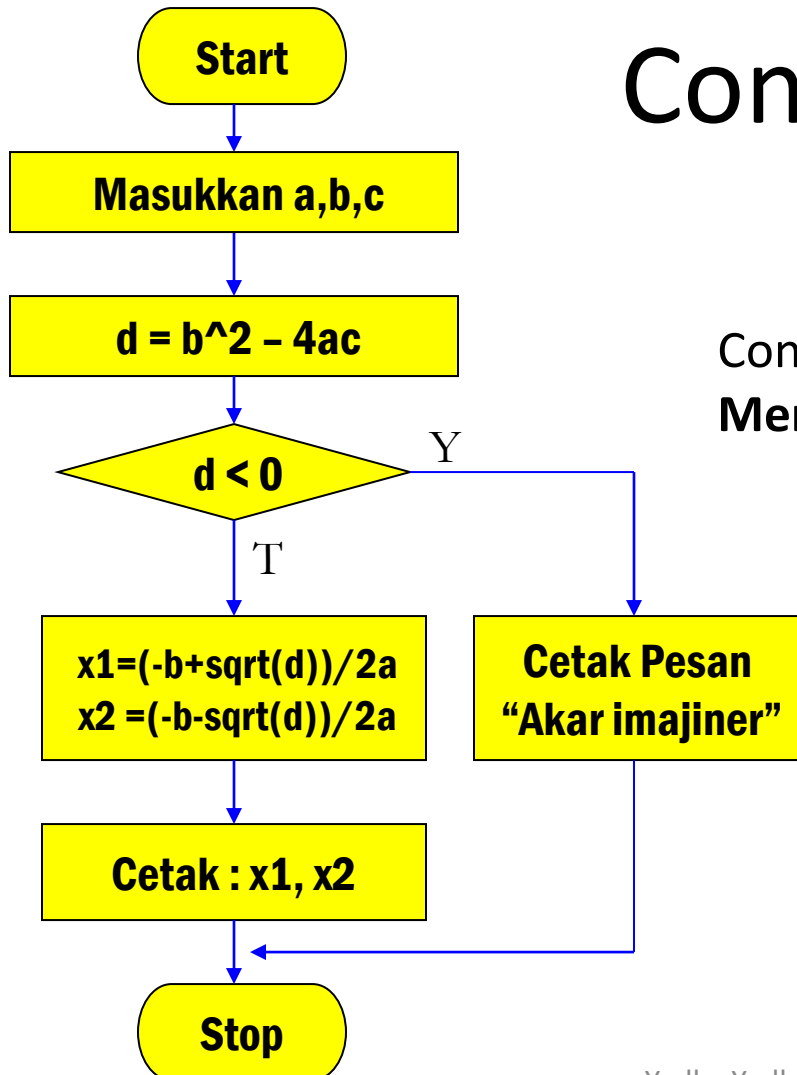 Start
Con
Masukkan a,b,c
d = b^2 – 4ac
Con
d < 0
Y
T
x1=(-b+sqrt(d))/2a
x2 =(-b-sqrt(d))/2a
Cetak Pesan
“Akar imajiner”
Cetak : x1, x2
Stop